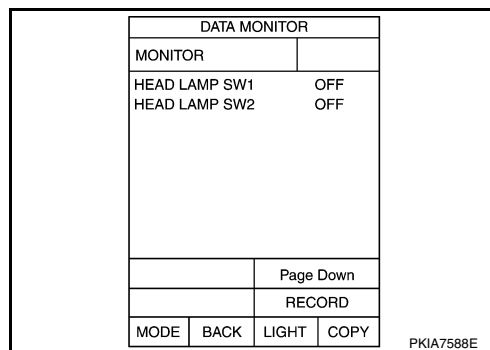 DATA MONITOR
MONITOR
HEAD LAMP SW1 OFF
HEAD LAMP SW2 OFF
Page Down
RECORD
MODE BACK LIGHT COPY
PKIA7588E